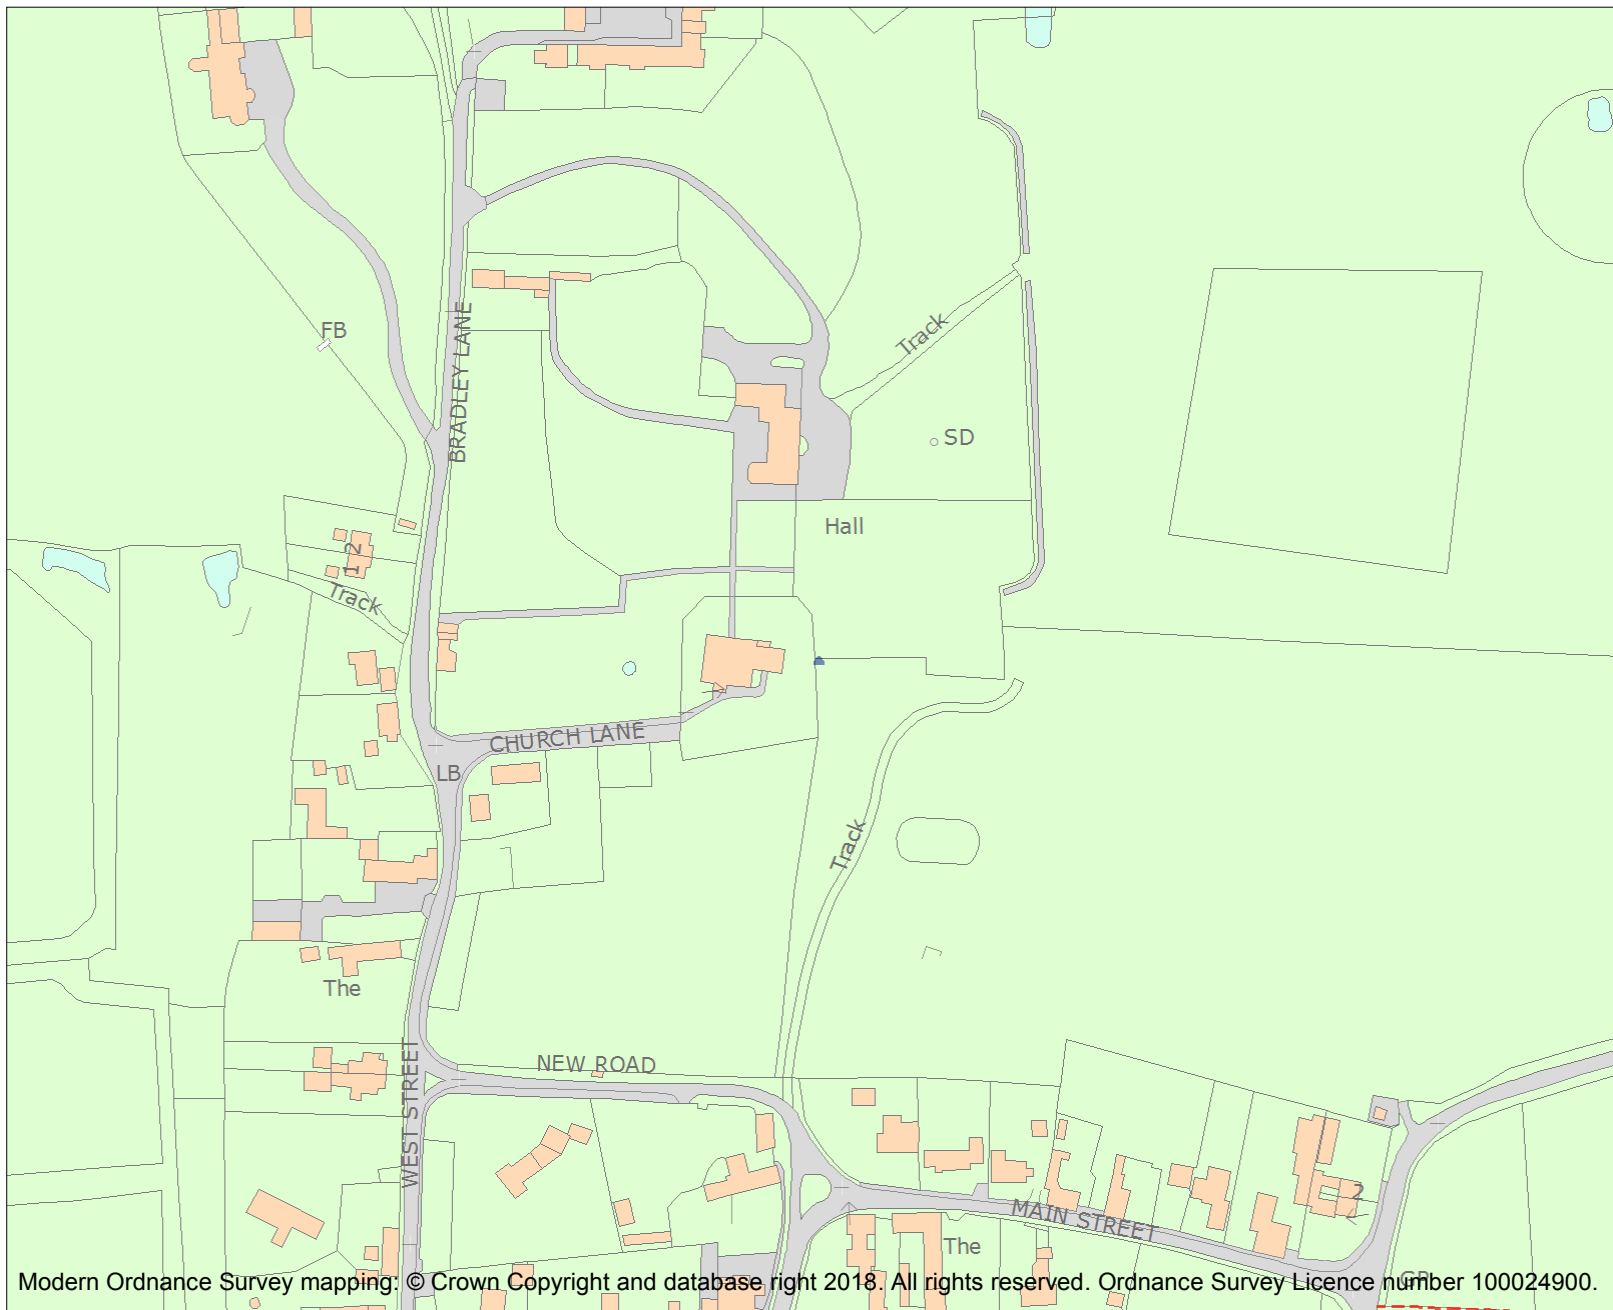 FB
BRADLEY LANE
Track
SD
Hall
1 2
Track
CHURCH LANE
LB
Track
The
NEW ROAD
WEST STREET
2
MAIN STREET
The
GP
Modern Ordnance Survey mapping: © Crown Copyright and database right 2018. All rights reserved. Ordnance Survey Licence number 100024900.